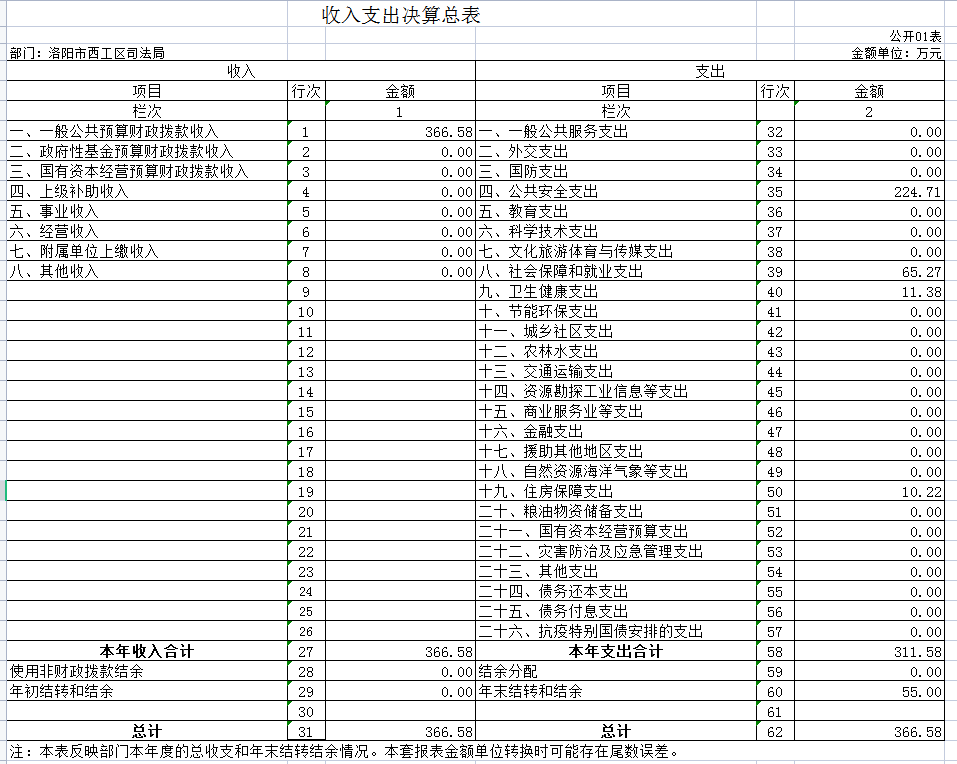 收入支出决算总表
公开01表
部门：洛阳市西工区司法局 金额单位：万元
收入 支出
项目 行次 金额 项目 行次 金额
栏次 1 栏次 2
一、一般公共预算财政拨款收入 1 366.58 一、一般公共服务支出 32 0.00
二、政府性基金预算财政拨款收入 2 0.00 二、外交支出 33 0.00
三、国有资本经营预算财政拨款收入 3 0.00 三、国防支出 34 0.00
四、上级补助收入 4 0.00 四、公共安全支出 35 224.71
五、事业收入 5 0.00 五、教育支出 36 0.00
六、经营收入 6 0.00 六、科学技术支出 37 0.00
七、附属单位上缴收入 7 0.00 七、文化旅游体育与传媒支出 38 0.00
八、其他收入 8 0.00 八、社会保障和就业支出 39 65.27
9 九、卫生健康支出 40 11.38
10 十、节能环保支出 41 0.00
11 十一、城乡社区支出 42 0.00
12 十二、农林水支出 43 0.00
13 十三、交通运输支出 44 0.00
14 十四、资源勘探工业信息等支出 45 0.00
15 十五、商业服务业等支出 46 0.00
16 十六、金融支出 47 0.00
17 十七、援助其他地区支出 48 0.00
18 十八、自然资源海洋气象等支出 49 0.00
19 十九、住房保障支出 50 10.22
20 二十、粮油物资储备支出 51 0.00
21 二十一、国有资本经营预算支出 52 0.00
22 二十二、灾害防治及应急管理支出 53 0.00
23 二十三、其他支出 54 0.00
24 二十四、债务还本支出 55 0.00
25 二十五、债务付息支出 56 0.00
26 二十六、抗疫特别国债安排的支出 57 0.00
本年收入合计 27 366.58 本年支出合计 58 311.58
使用非财政拨款结余 28 0.00 结余分配 59 0.00
年初结转和结余 29 0.00 年末结转和结余 60 55.00
30 61
总计 31 366.58 总计 62 366.58
注：本表反映部门本年度的总收支和年末结转结余情况。本套报表金额单位转换时可能存在尾数误差。